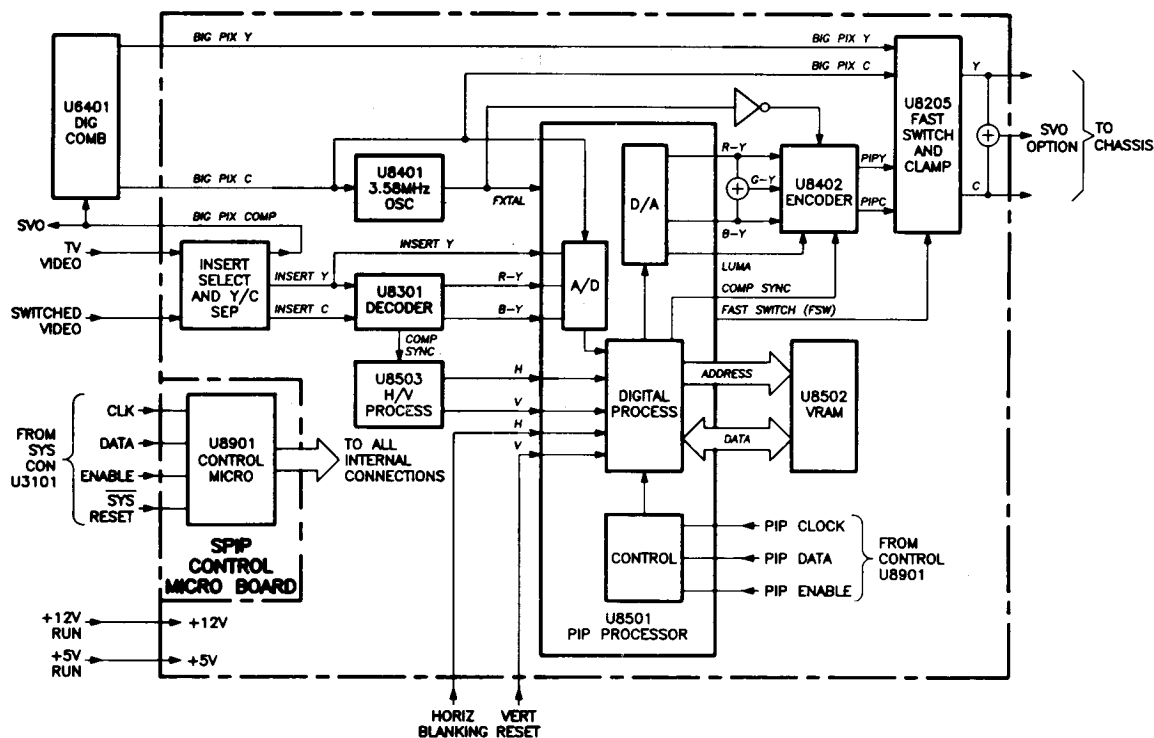 BIG PIX Y
BIG PIX Y
BIG PIX C
U6401
DIG
COMB
U8205
FAST
SWITCH
AND
CLAMP
Y
C
SVO
OPTION
TO
CHASSIS
BIG PIX C
U8401
3.58MHz
OSC
FXTAL
R-Y
G-Y
B-Y
D/A
U8402
ENCODER
PIPY
PIPC
SVO
BIG PIX COMP
TV
VIDEO
SWITCHED
VIDEO
INSERT
SELECT
AND Y/C
SEP
INSERT Y
INSERT Y
INSERT C
U8301
DECODER
R-Y
B-Y
A/D
LUMA
COMP SYNC
FAST SWITCH (FSW)
COMP
SYNC
U8503
H/V
PROCESS
H
V
H
V
DIGITAL
PROCESS
ADDRESS
DATA
U8502
VRAM
FROM
SYS
CON
U3101
CLK
DATA
ENABLE
SYS
RESET
U8901
CONTROL
MICRO
TO ALL
INTERNAL
CONNECTIONS
SPIP
CONTROL
MICRO BOARD
CONTROL
PIP CLOCK
PIP DATA
PIP ENABLE
FROM
CONTROL
U8901
U8501
PIP PROCESSOR
+12V
RUN
+12V
+5V
RUN
+5V
HORIZ
BLANKING
VERT
RESET